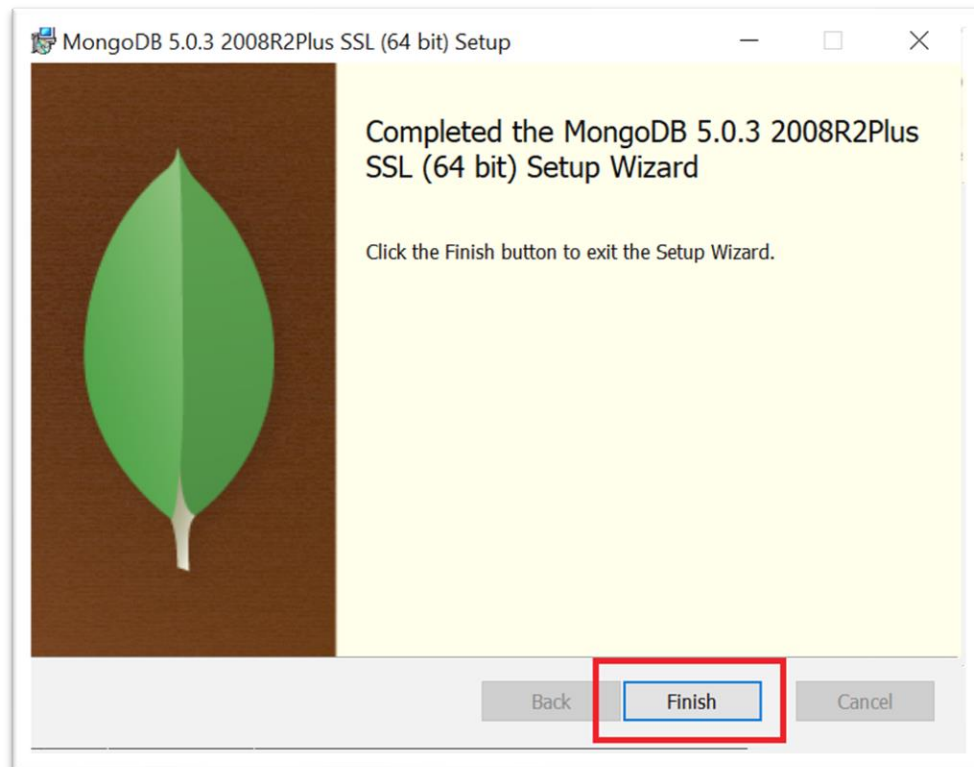 MongoDB 5.0.3 2008R2Plus SSL (64 bit) Setup
Completed the MongoDB 5.0.3 2008R2Plus
SSL (64 bit) Setup Wizard
Click the Finish button to exit the Setup Wizard.
Back Finish Cancel